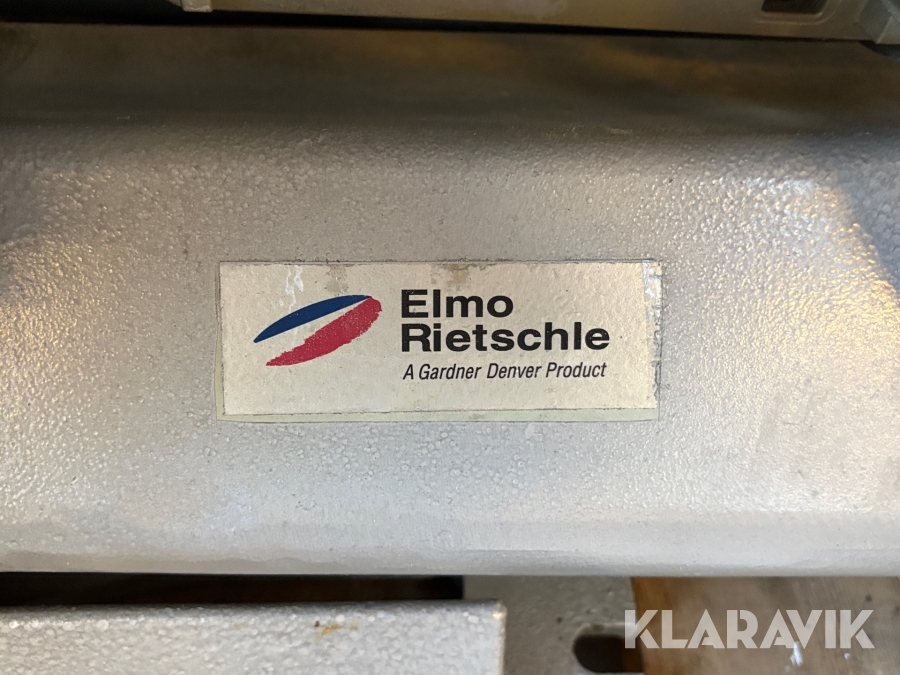 Elmo
Rietschle
A Gardner Denver Product
KLARAVIK